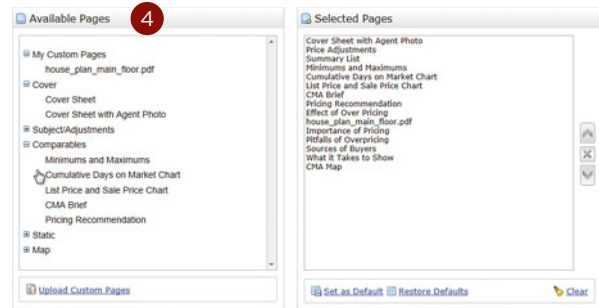 Available Pages
4
My Custom Pages
house_plan_main_floor.pdf
Cover
Cover Sheet
Cover Sheet with Agent Photo
Subject/Adjustments
Comparables
Minimums and Maximums
Cumulative Days on Market Chart
List Price and Sale Price Chart
CMA Brief
Pricing Recommendation
Static
Map
Upload Custom Pages
Selected Pages
Cover Sheet with Agent Photo
Price Adjustments
Summary List
Minimums and Maximums
Cumulative Days on Market Chart
List Price and Sale Price Chart
CMA Brief
Pricing Recommendation
Effect of Over Pricing
house_plan_main_floor.pdf
Importance of Pricing
Pitfalls of Overpricing
Sources of Buyers
What it Takes to Show
CMA Map
Set as Default Restore Defaults Clear